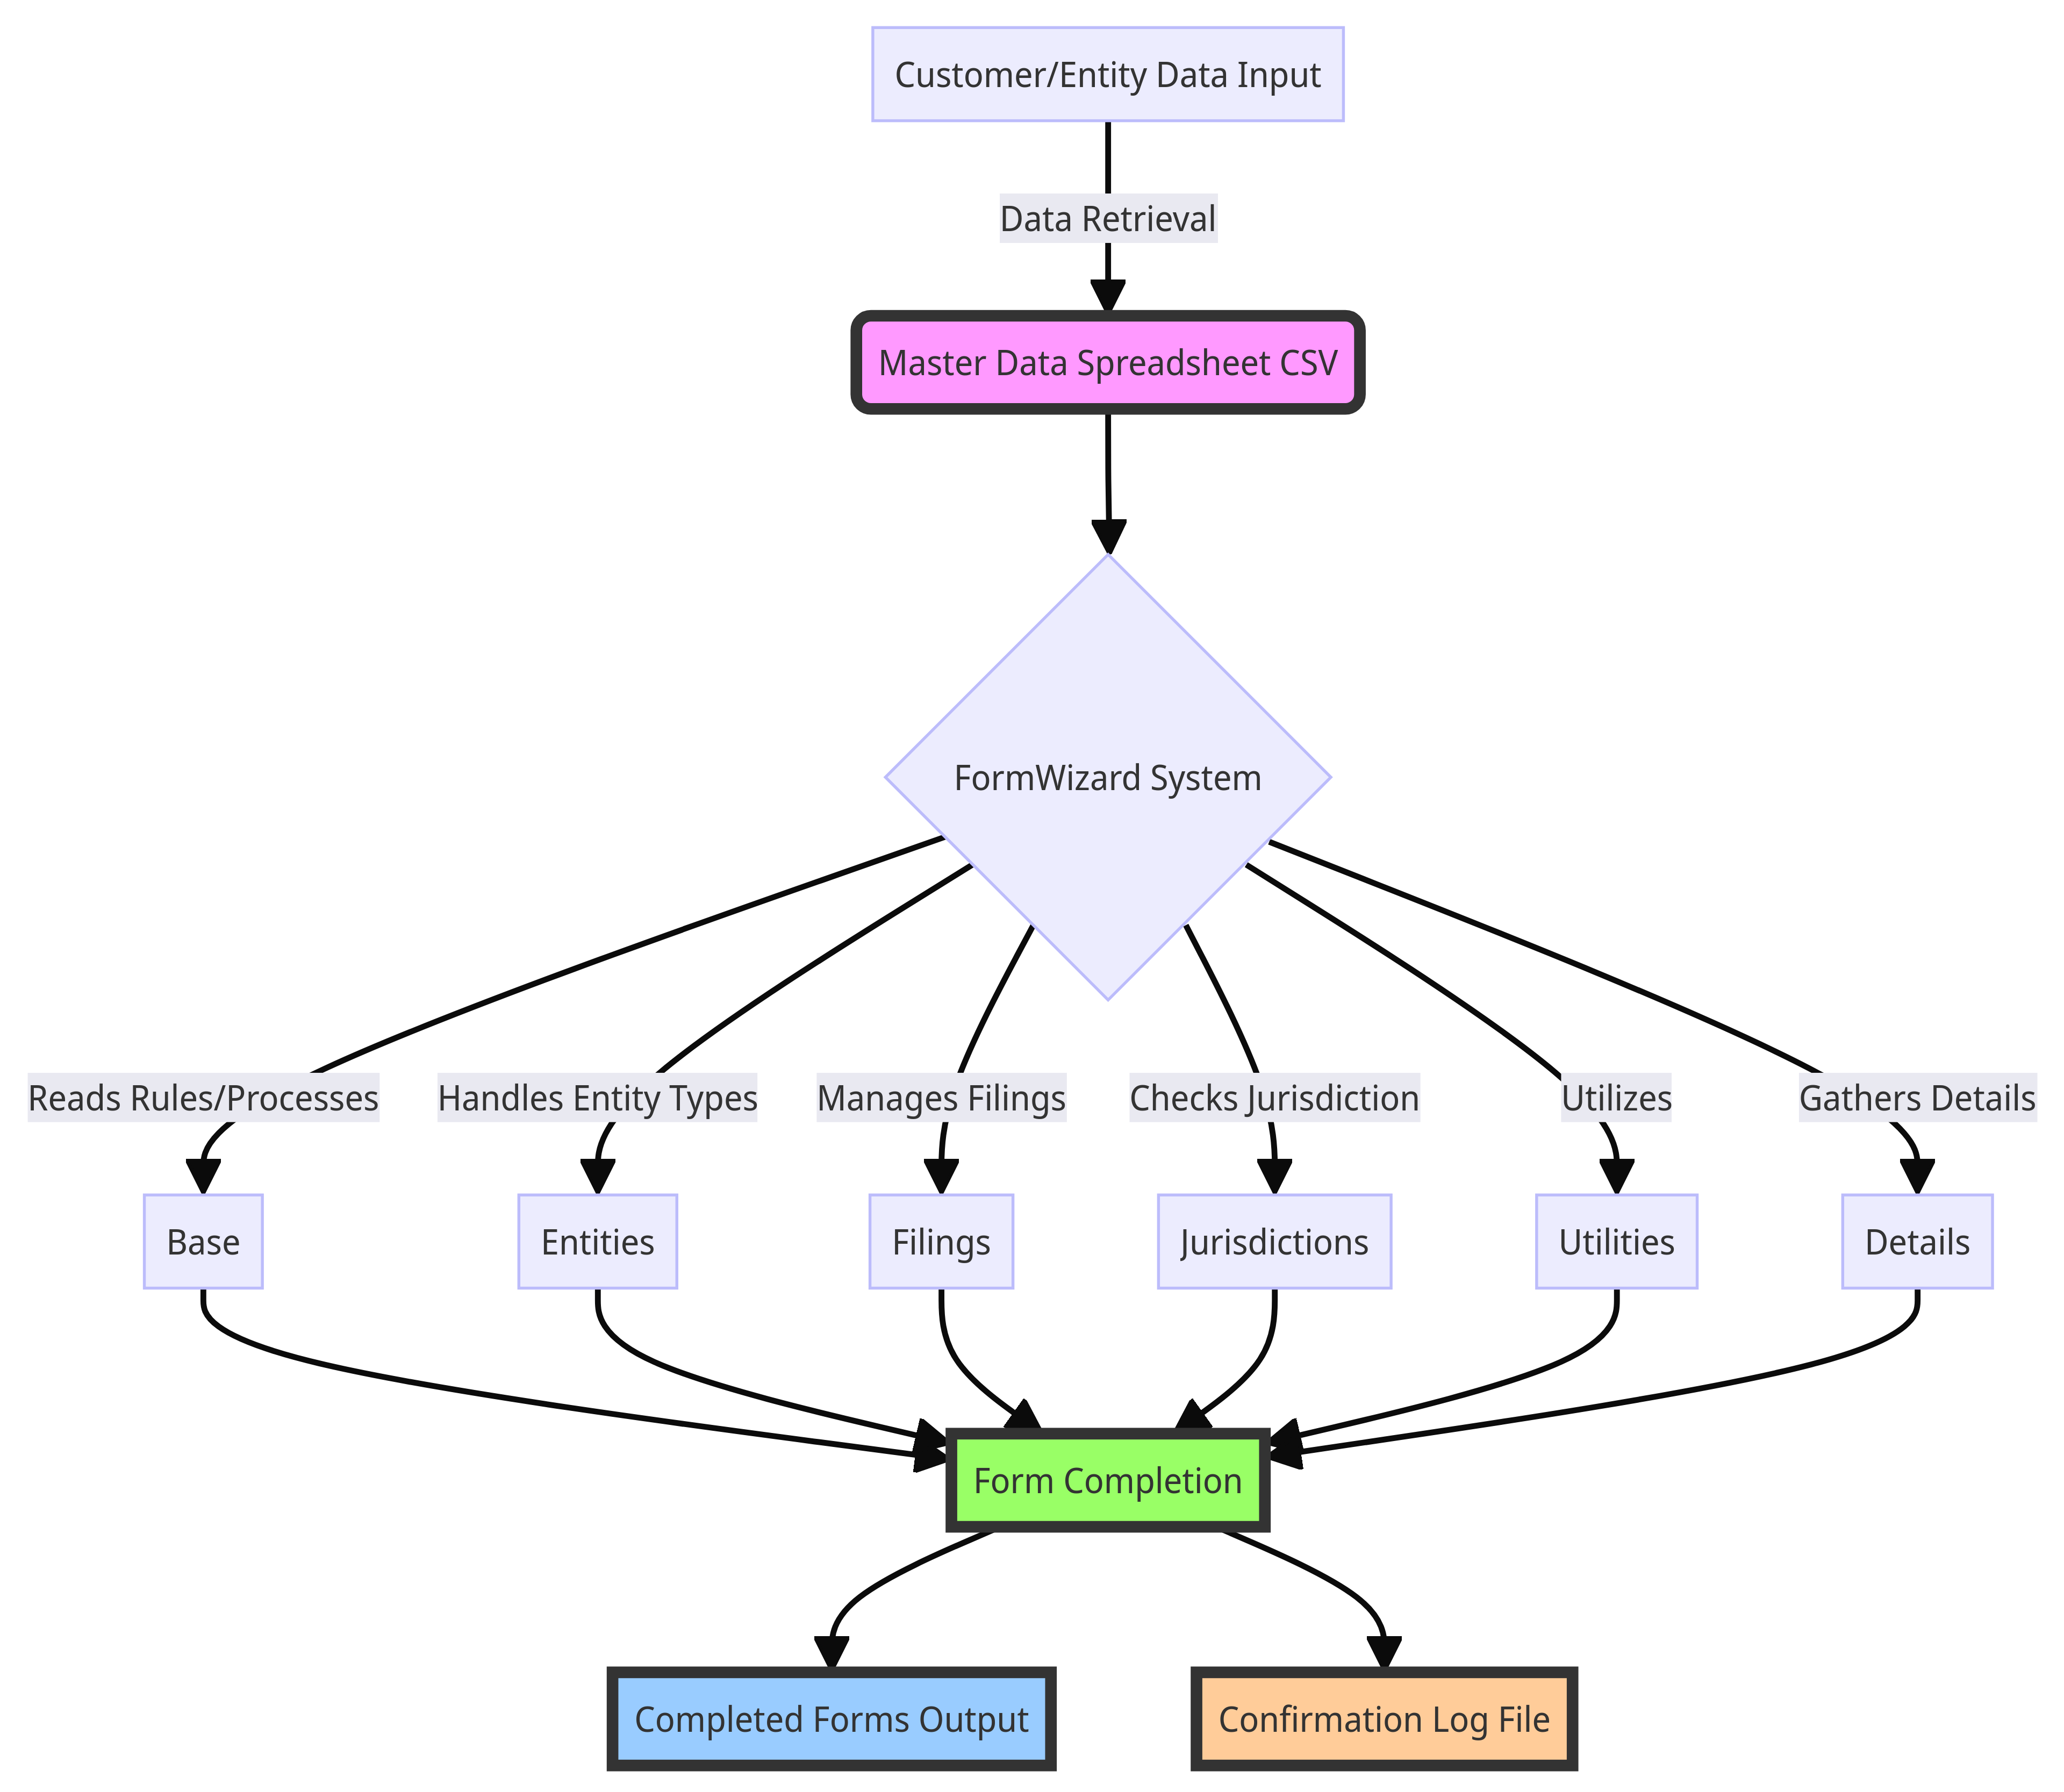 Customer/Entity Data Input
Data Retrieval
Master Data Spreadsheet CSV
FormWizard System
Reads Rules/Processes
Handles Entity Types
Manages Filings
Checks Jurisdiction
Utilizes
Gathers Details
Base
Entities
Filings
Jurisdictions
Utilities
Details
Form Completion
Completed Forms Output
Confirmation Log File